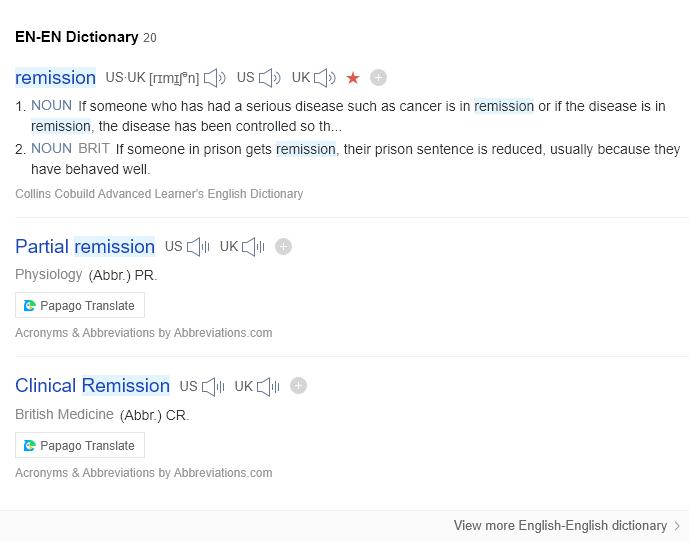 EN-EN Dictionary 20
remission US·UK [rɪmɪʃᵊn] US UK
1. NOUN If someone who has had a serious disease such as cancer is in remission or if the disease is in
remission, the disease has been controlled so th...
2. NOUN BRIT If someone in prison gets remission, their prison sentence is reduced, usually because they
have behaved well.
Collins Cobuild Advanced Learner's English Dictionary
Partial remission US UK
Physiology (Abbr.) PR.
Papago Translate
Acronyms & Abbreviations by Abbreviations.com
Clinical Remission US UK
British Medicine (Abbr.) CR.
Papago Translate
Acronyms & Abbreviations by Abbreviations.com
View more English-English dictionary